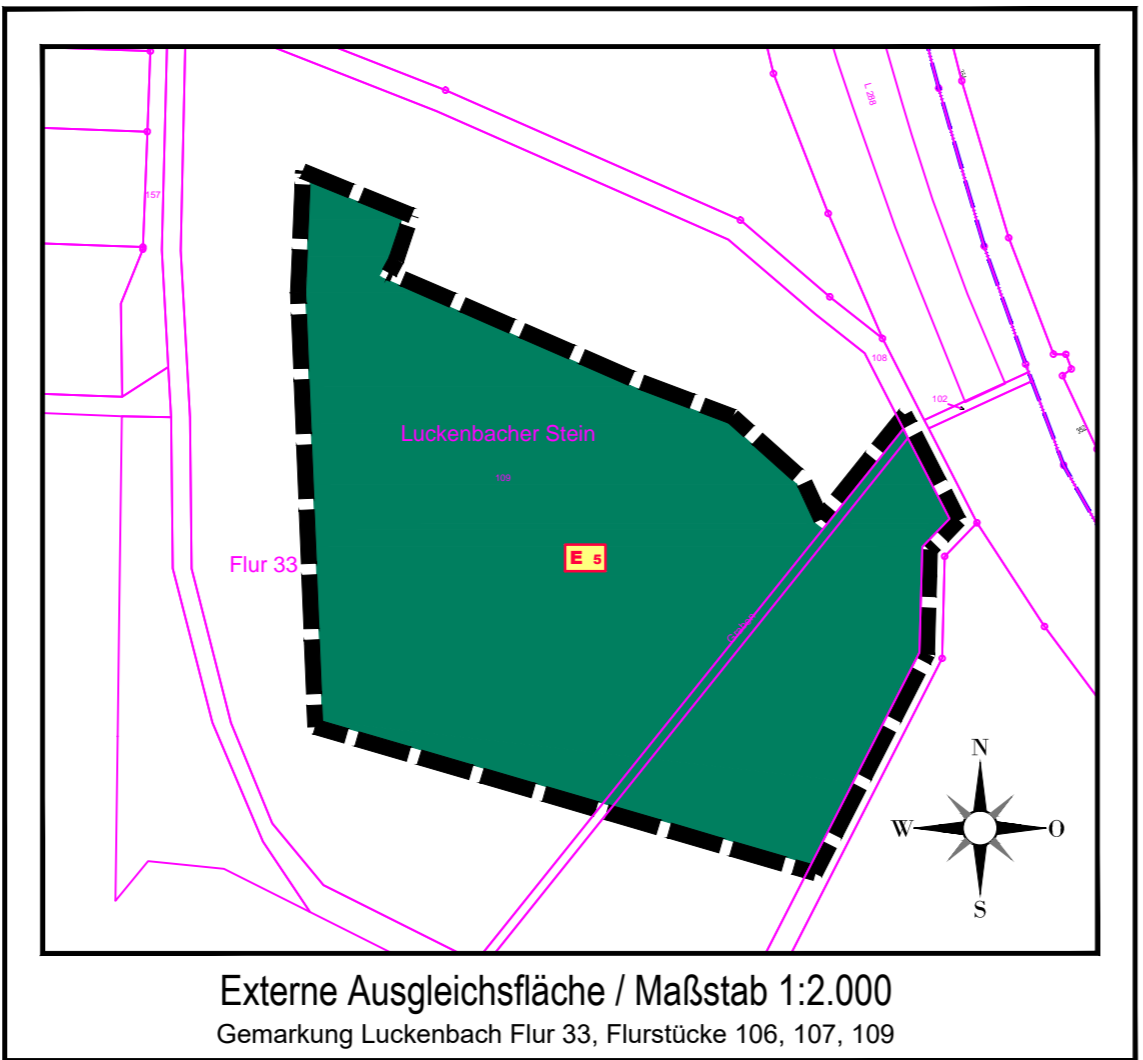 L 288
157
108
102
352
Luckenbacher Stein
109
Flur 33
E 5
N
W
O
S
Externe Ausgleichsfläche / Maßstab 1:2.000
Gemarkung Luckenbach Flur 33, Flurstücke 106, 107, 109